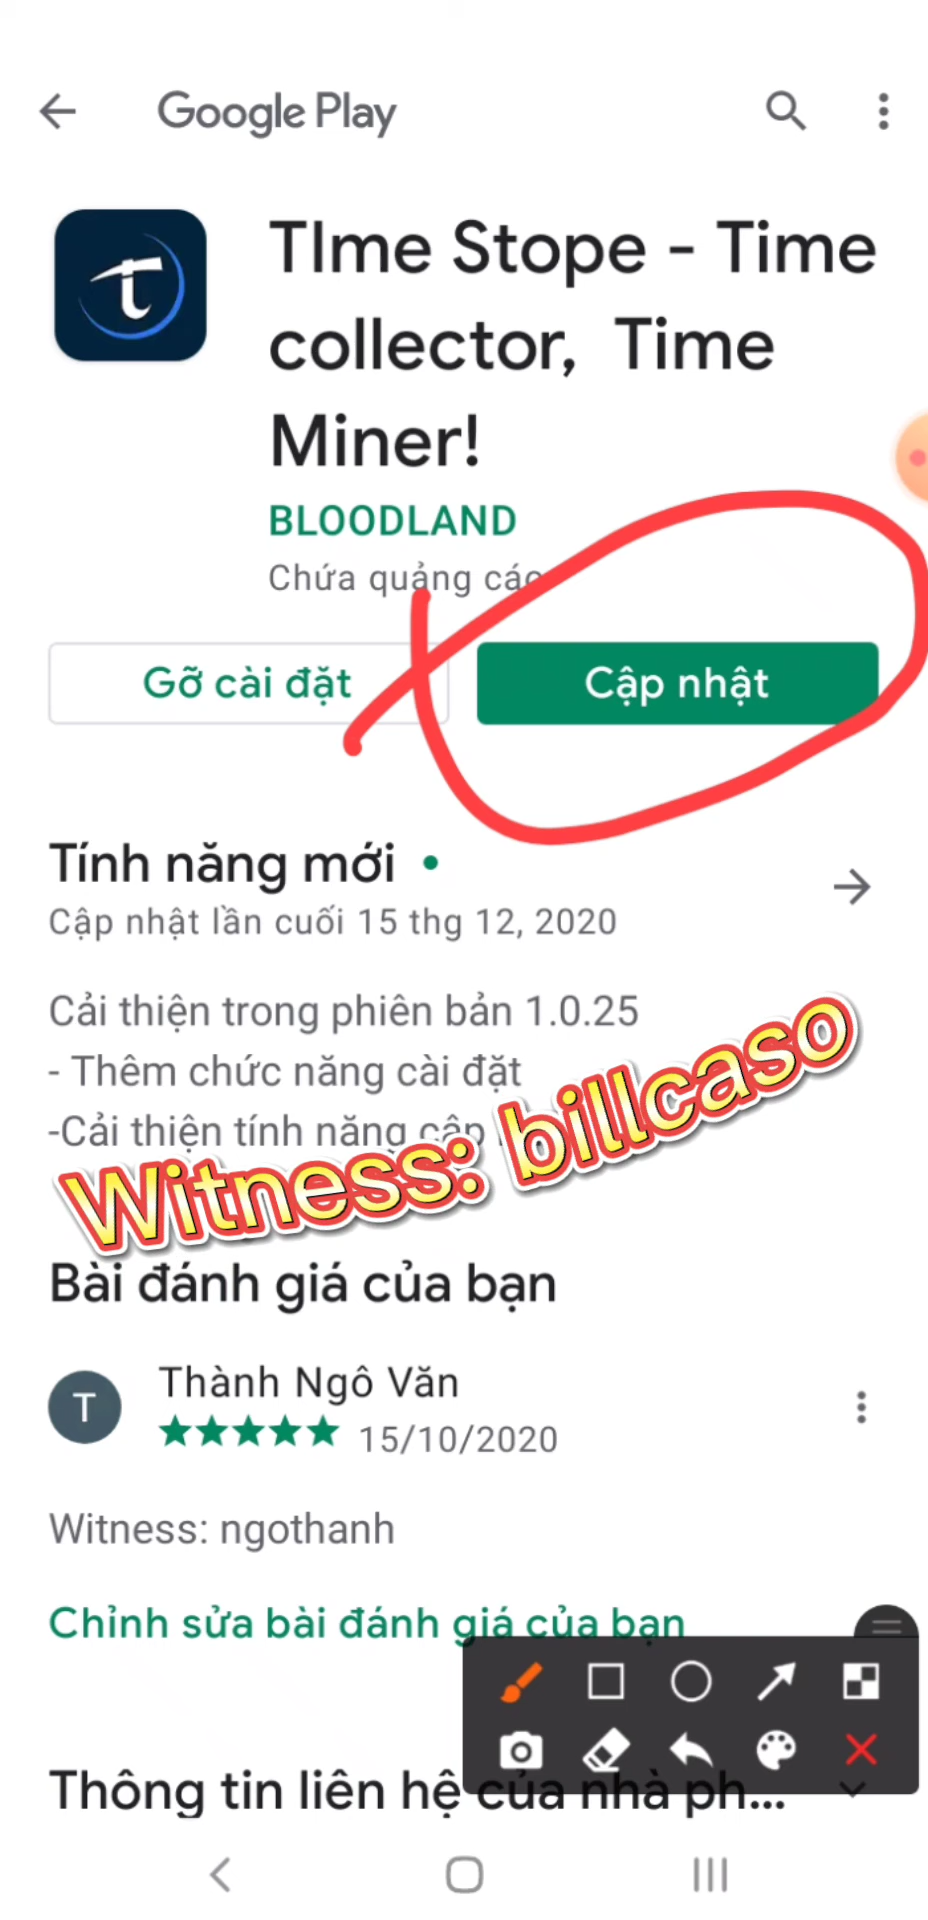 Google Play
TIme Stope - Time
collector, Time
Miner!
BLOODLAND
Chứa quảng cáo
Gỡ cài đặt
Cập nhật
Tính năng mới •
Cập nhật lần cuối 15 thg 12, 2020
Cải thiện trong phiên bản 1.0.25
- Thêm chức năng cài đặt
-Cải thiện tính năng cập
Witness: billcaso
Bài đánh giá của bạn
T
Thành Ngô Văn
15/10/2020
Witness: ngothanh
Chỉnh sửa bài đánh giá của bạn
Thông tin liên hệ của nhà ph...